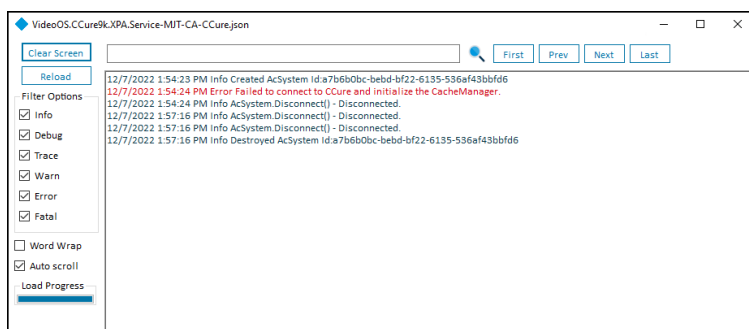 VideoOS.CCure9k.XPA.Service-MJT-CA-CCure.json
Clear Screen
First
Prev
Next
Last
Reload
Filter Options
Info
Debug
Trace
Warn
Error
Fatal
Word Wrap
Auto scroll
Load Progress
12/7/2022 1:54:23 PM Info Created AcSystem Id:a7b6b0bc-bebd-bf22-6135-536af43bbfd6
12/7/2022 1:54:24 PM Error Failed to connect to CCure and initialize the CacheManager.
12/7/2022 1:54:24 PM Info AcSystem.Disconnect() - Disconnected.
12/7/2022 1:57:16 PM Info AcSystem.Disconnect() - Disconnected.
12/7/2022 1:57:16 PM Info AcSystem.Disconnect() - Disconnected.
12/7/2022 1:57:16 PM Info Destroyed AcSystem Id:a7b6b0bc-bebd-bf22-6135-536af43bbfd6